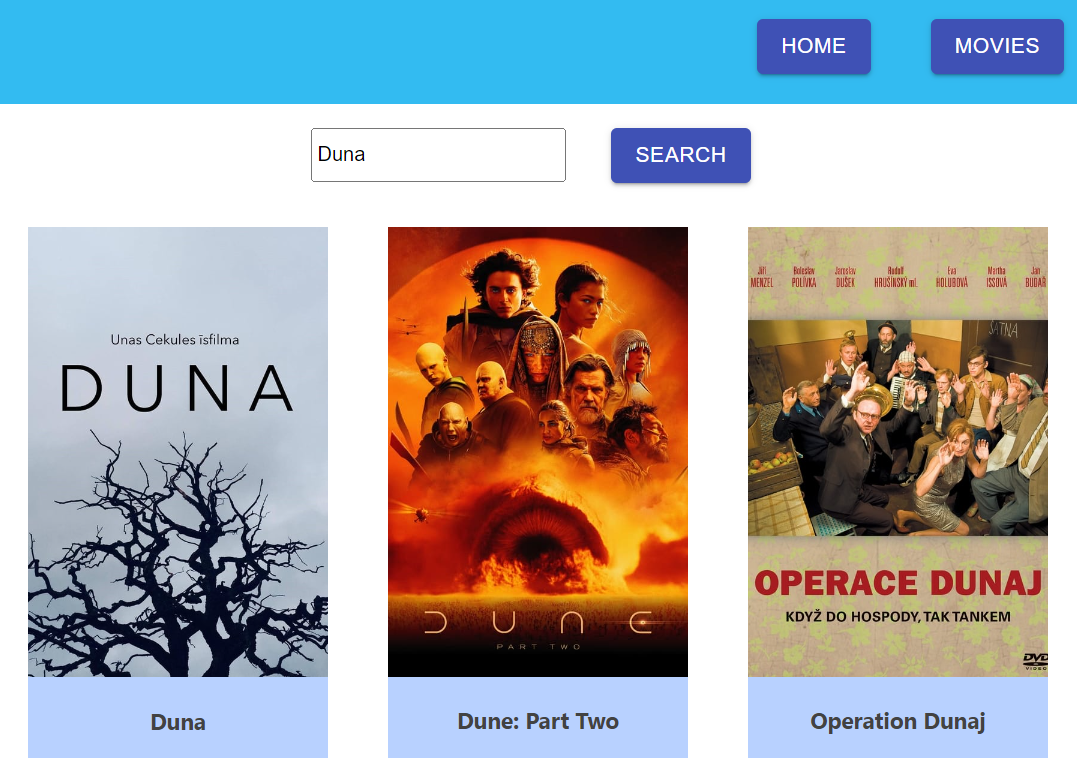 HOME
MOVIES
Duna
SEARCH
Unas Cekules īsfilma
DUNA
DUNE
PART TWO
Jiří MENZEL
Boleslav POLÍVKA
Jaroslav DUŠEK
Rudolf HRUŠÍNSKÝ ml.
Eva HOLUBOVÁ
Martha ISSOVÁ
Jan BUDAŘ
ŠATNA
OPERACE DUNAJ
KDYŽ DO HOSPODY, TAK TANKEM
DVD
VIDEO
Duna
Dune: Part Two
Operation Dunaj